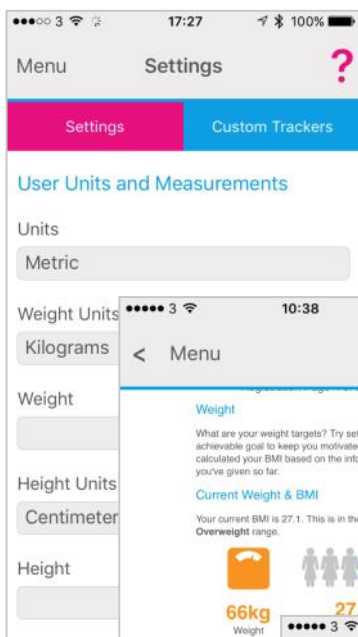 3 17:27 100%
Menu Settings ?
Settings Custom Trackers
User Units and Measurements
Units
Metric
Weight Units
Kilograms
Weight
Height Units
Centimeter
Height
3 10:38
< Menu
Weight
What are your weight targets? Try set
achievable goal to keep you motivate
calculated your BMI based on the info
you've given so far.
Current Weight & BMI
Your current BMI is 27.1. This is in the
Overweight range.
66kg 27
Weight
3